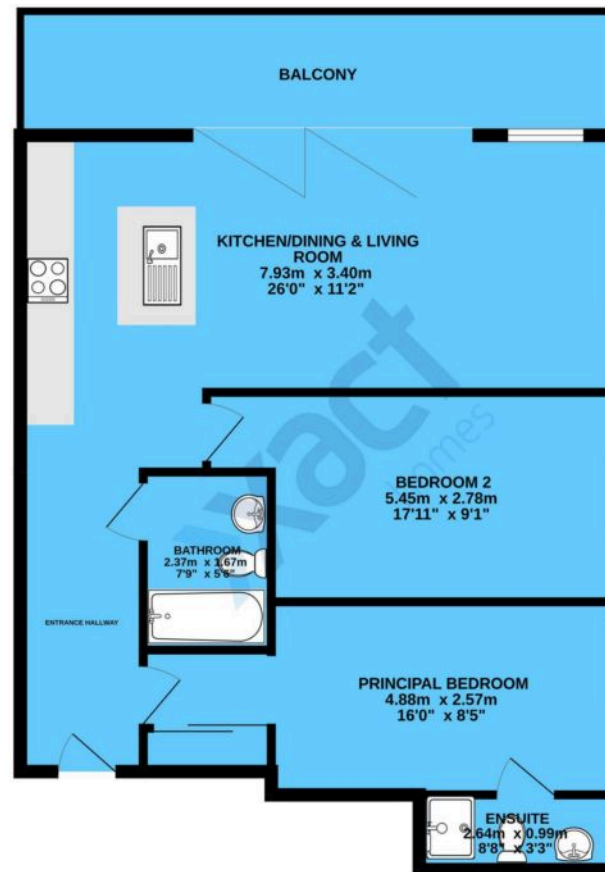 BALCONY
KITCHEN/DINING & LIVING
ROOM
7.93m x 3.40m
26'0" x 11'2"
xact
homes
BEDROOM 2
5.45m x 2.78m
17'11" x 9'1"
BATHROOM
2.37m x 1.67m
7'9" x 5'6"
ENTRANCE HALLWAY
PRINCIPAL BEDROOM
4.88m x 2.57m
16'0" x 8'5"
ENSUITE
2.64m x 0.99m
8'8" x 3'3"